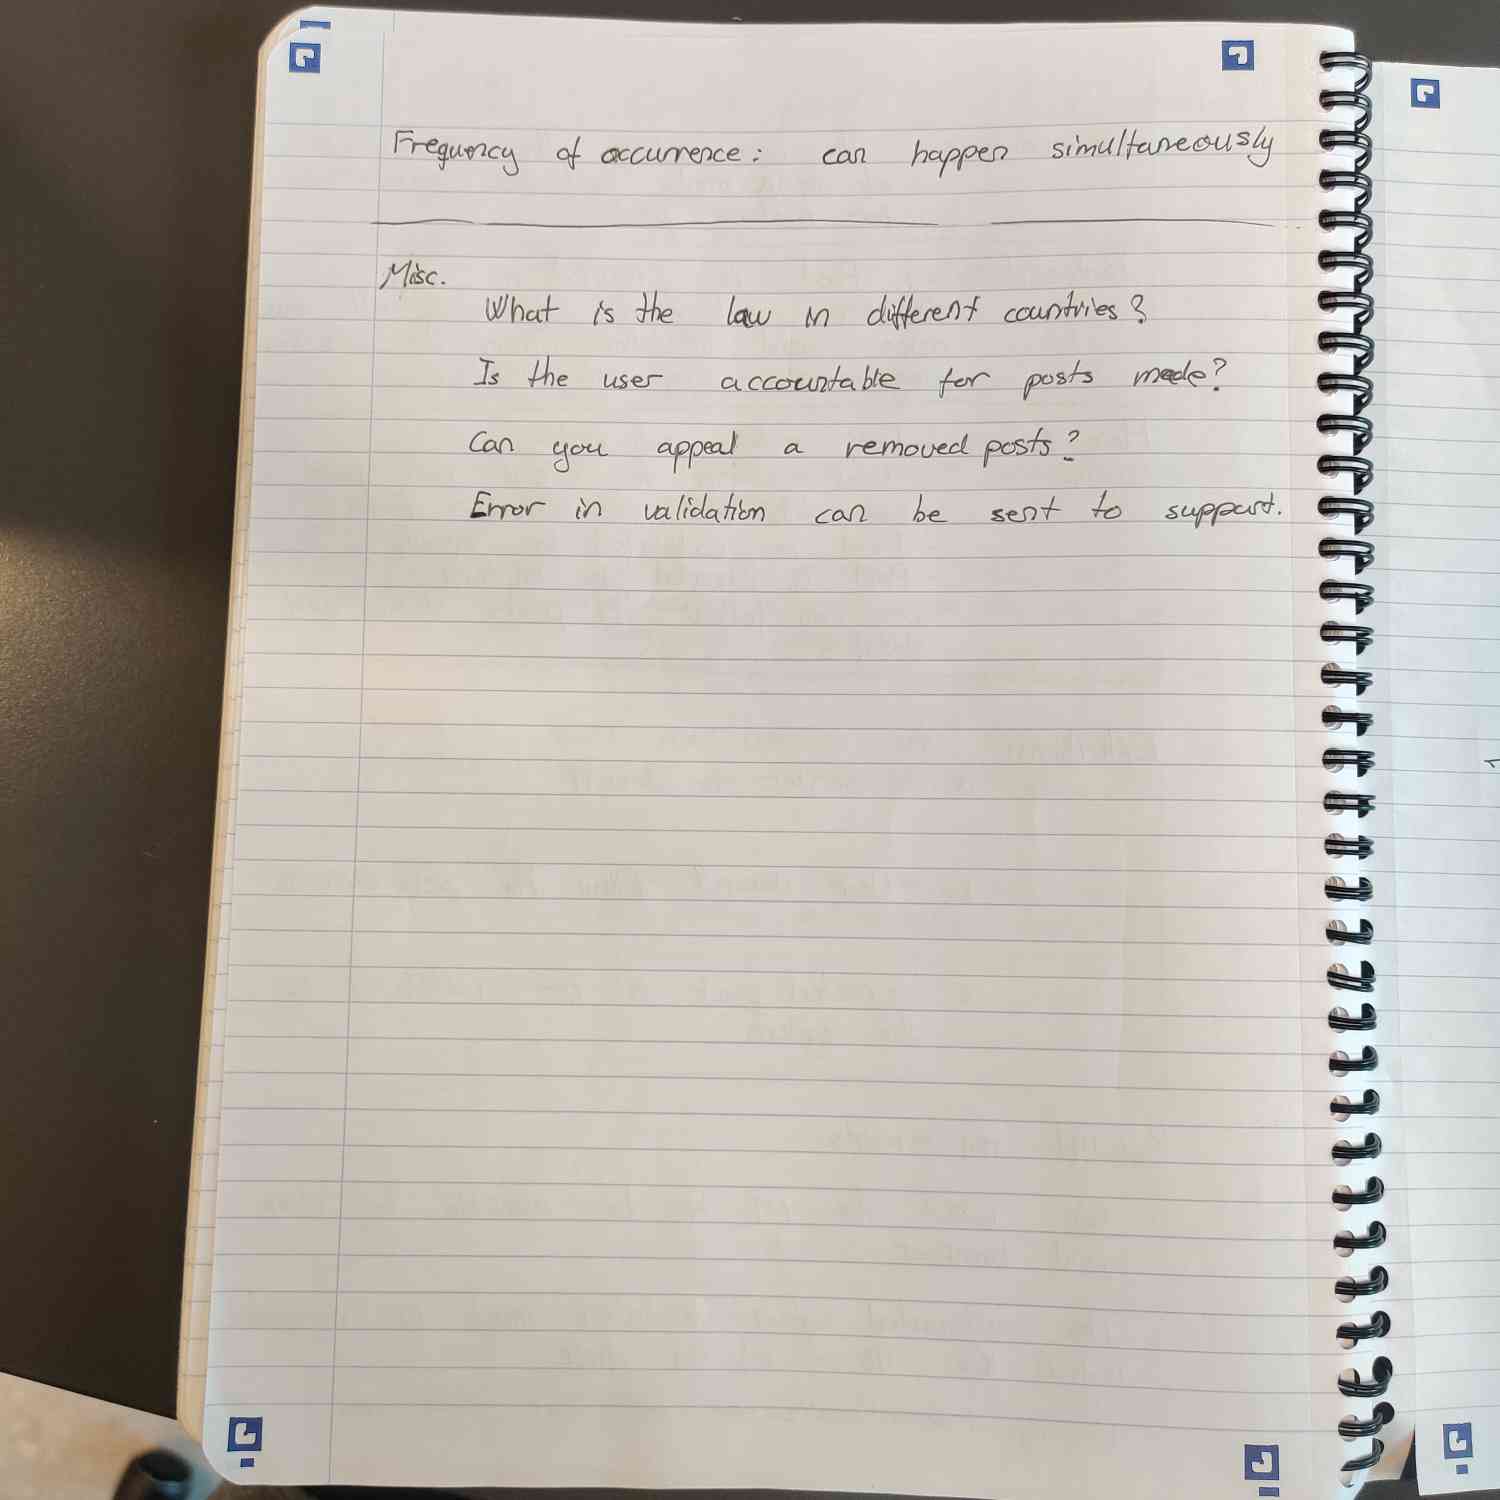 Frequency of occurrence: can happen simultaneously
Misc.
What is the law in different countries?
Is the user accountable for posts made?
Can you appeal a removed posts?
Error in validation can be sent to support.